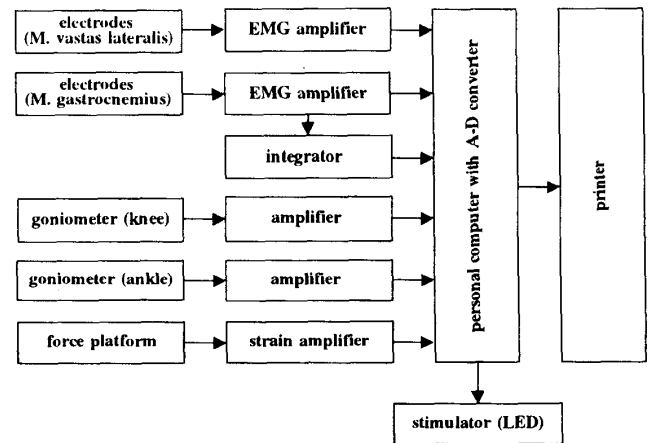 electrodes
(M. vastas lateralis)
EMG amplifier
electrodes
(M. gastrocnemius)
EMG amplifier
integrator
goniometer (knee)
amplifier
goniometer (ankle)
amplifier
force platform
strain amplifier
personal computer with A-D converter
printer
stimulator (LED)